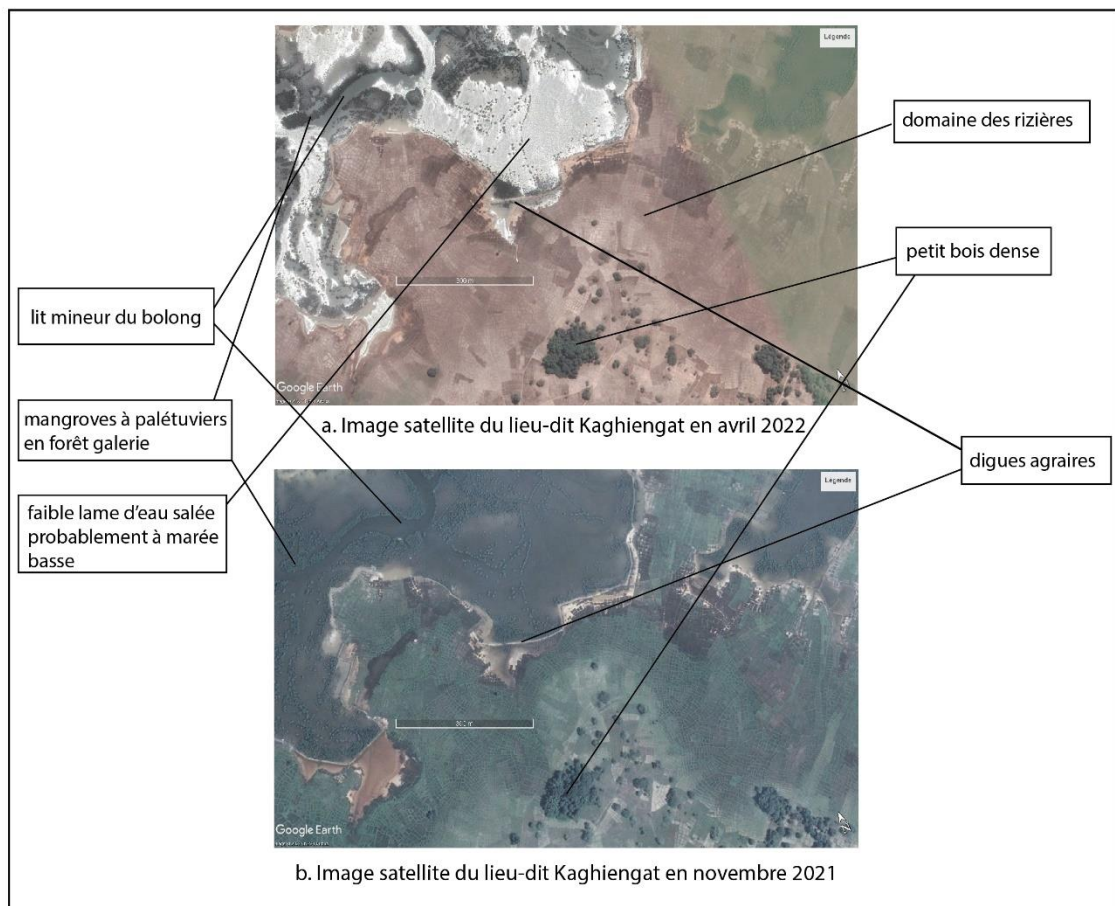 Légende
domaine des rizières
petit bois dense
lit mineur du bolong
300 m
Google Earth
a. Image satellite du lieu-dit Kaghiengat en avril 2022
mangroves à palétuviers
en forêt galerie
digues agraires
faible lame d'eau salée
probablement à marée
basse
Légende
300 m
Google Earth
b. Image satellite du lieu-dit Kaghiengat en novembre 2021